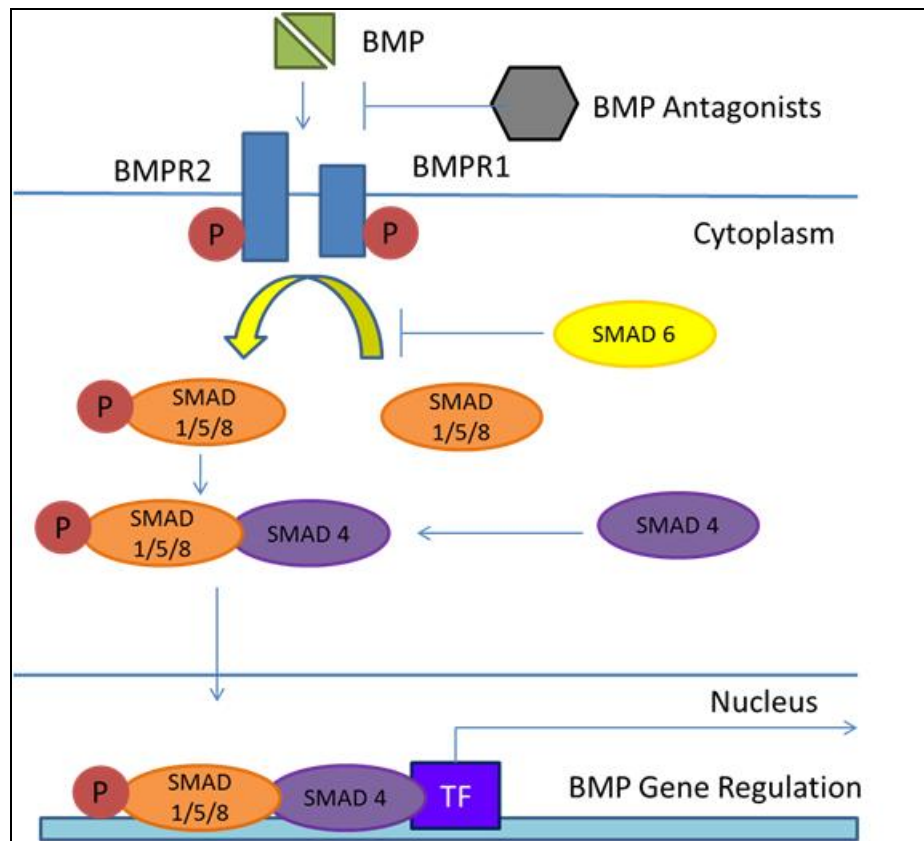 BMP
BMP Antagonists
BMPR2
BMPR1
P
P
Cytoplasm
SMAD 6
P
SMAD
1/5/8
SMAD
1/5/8
P
SMAD
1/5/8
SMAD 4
SMAD 4
Nucleus
P
SMAD
1/5/8
SMAD 4
TF
BMP Gene Regulation